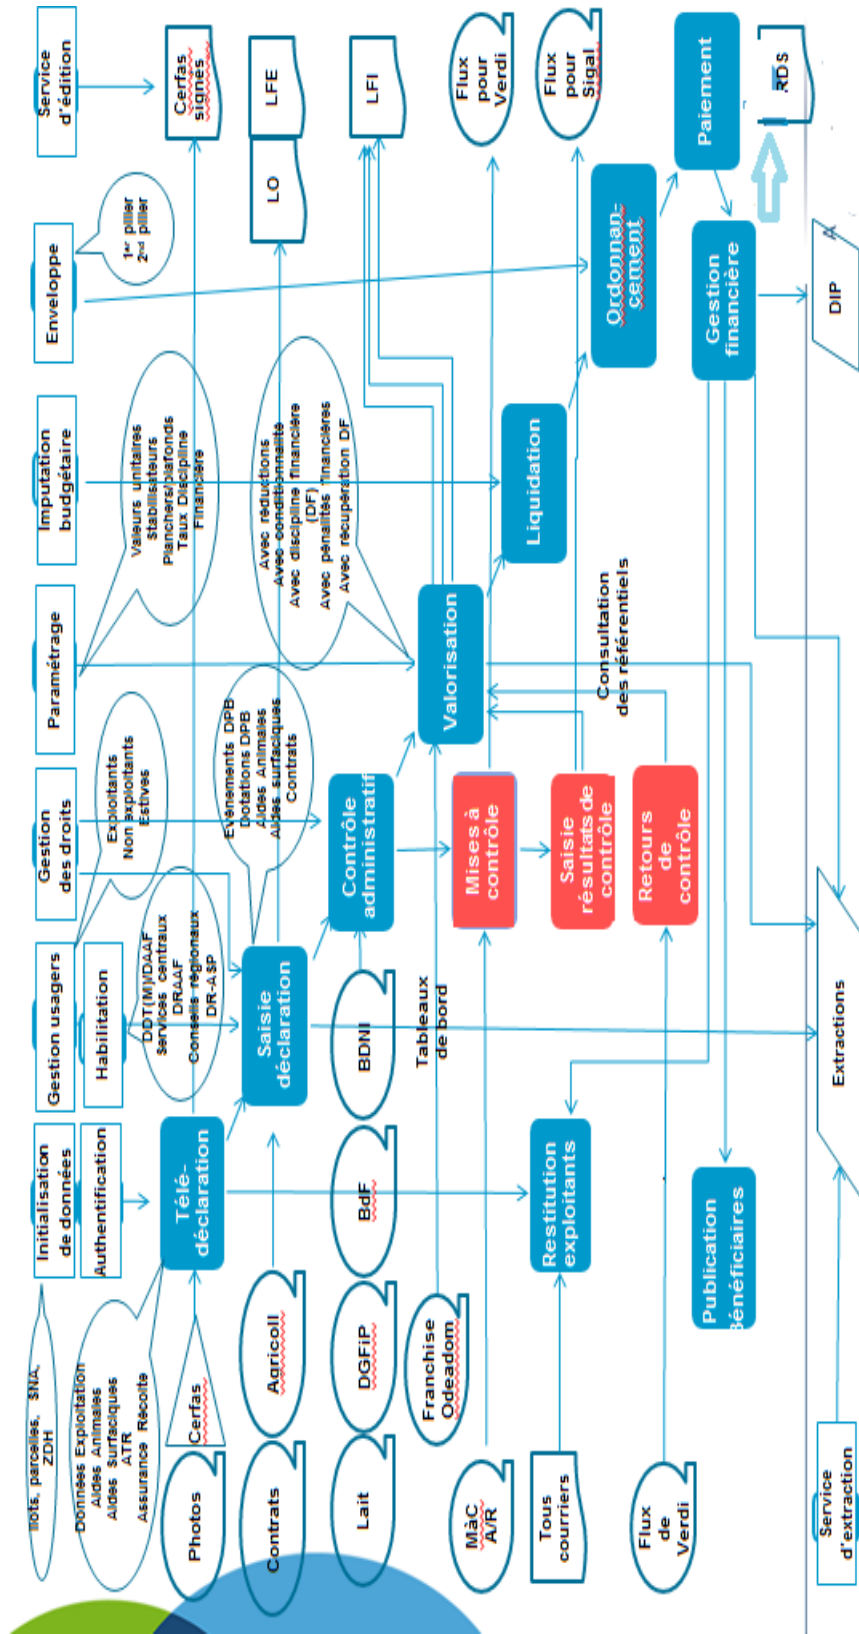 Initialisation
de données
Gestion usagers
Gestion
des droits
Paramétrage
Imputation
budgétaire
Enveloppe
Service
d'édition
Authentification
Habilitation
Ilots, parcelles, SNA,
ZDH
Données Exploitation
Aides Animales
Aides Surfaciques
ATR
Assurance Récolte
DDT(M)/DAAF
Services centraux
DRAAF
Conseils régionaux
DR-ASP
Exploitants
Non exploitants
Estives
Valeurs unitaires
Stabilisateurs
Planchers/plafonds
Taux Discipline
Financière
1er pilier
2nd pilier
Photos
Cerfas
Télé-
déclaration
Cerfas
signés
Contrats
Agricoll
Saisie
déclaration
Evènements DPB
Dotations DPB
Aides Animales
Aides surfaciques
Contrats
Avec réductions
Avec conditionnalité
Avec discipline financière
(DF)
Avec pénalités financières
Avec récupération DF
LO
LFE
Lait
DGFiP
BdF
BDNI
Contrôle
administratif
LFI
Franchise
Odeadom
Tableaux
de bord
Valorisation
MàC
A/R
Mises à
contrôle
Flux
pour
Verdi
Tous
courriers
Restitution
exploitants
Saisie
résultats de
contrôle
Liquidation
Flux
pour
Sigal
Consultation
des référentiels
Ordonnan-
cement
Flux
de
Verdi
Retours
de
contrôle
Publication
Bénéficiaires
Gestion
financière
Paiement
RDS
Service
d'extraction
Extractions
DIP
A